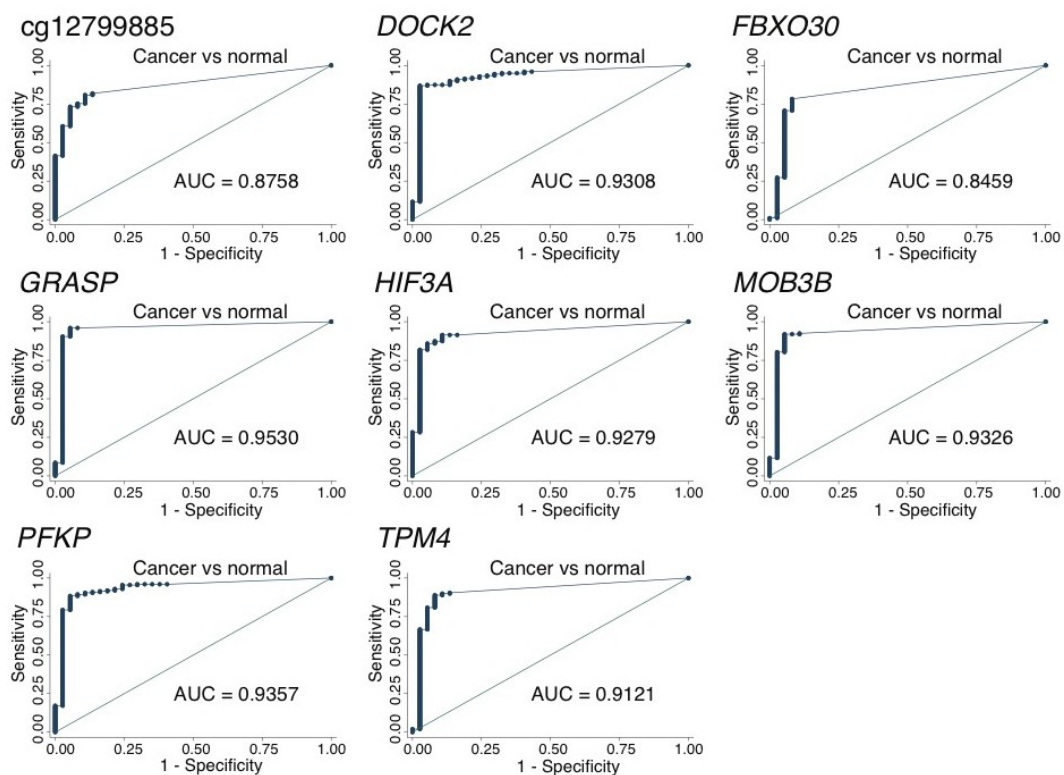 cg12799885
Cancer vs normal
Sensitivity
0.00 0.25 0.50 0.75 1.00
AUC = 0.8758
0.00 0.25 0.50 0.75 1.00
1 - Specificity
DOCK2
Cancer vs normal
Sensitivity
0.00 0.25 0.50 0.75 1.00
AUC = 0.9308
0.00 0.25 0.50 0.75 1.00
1 - Specificity
FBXO30
Cancer vs normal
Sensitivity
0.00 0.25 0.50 0.75 1.00
AUC = 0.8459
0.00 0.25 0.50 0.75 1.00
1 - Specificity
GRASP
Cancer vs normal
Sensitivity
0.00 0.25 0.50 0.75 1.00
AUC = 0.9530
0.00 0.25 0.50 0.75 1.00
1 - Specificity
HIF3A
Cancer vs normal
Sensitivity
0.00 0.25 0.50 0.75 1.00
AUC = 0.9279
0.00 0.25 0.50 0.75 1.00
1 - Specificity
MOB3B
Cancer vs normal
Sensitivity
0.00 0.25 0.50 0.75 1.00
AUC = 0.9326
0.00 0.25 0.50 0.75 1.00
1 - Specificity
PFKP
Cancer vs normal
Sensitivity
0.00 0.25 0.50 0.75 1.00
AUC = 0.9357
0.00 0.25 0.50 0.75 1.00
1 - Specificity
TPM4
Cancer vs normal
Sensitivity
0.00 0.25 0.50 0.75 1.00
AUC = 0.9121
0.00 0.25 0.50 0.75 1.00
1 - Specificity